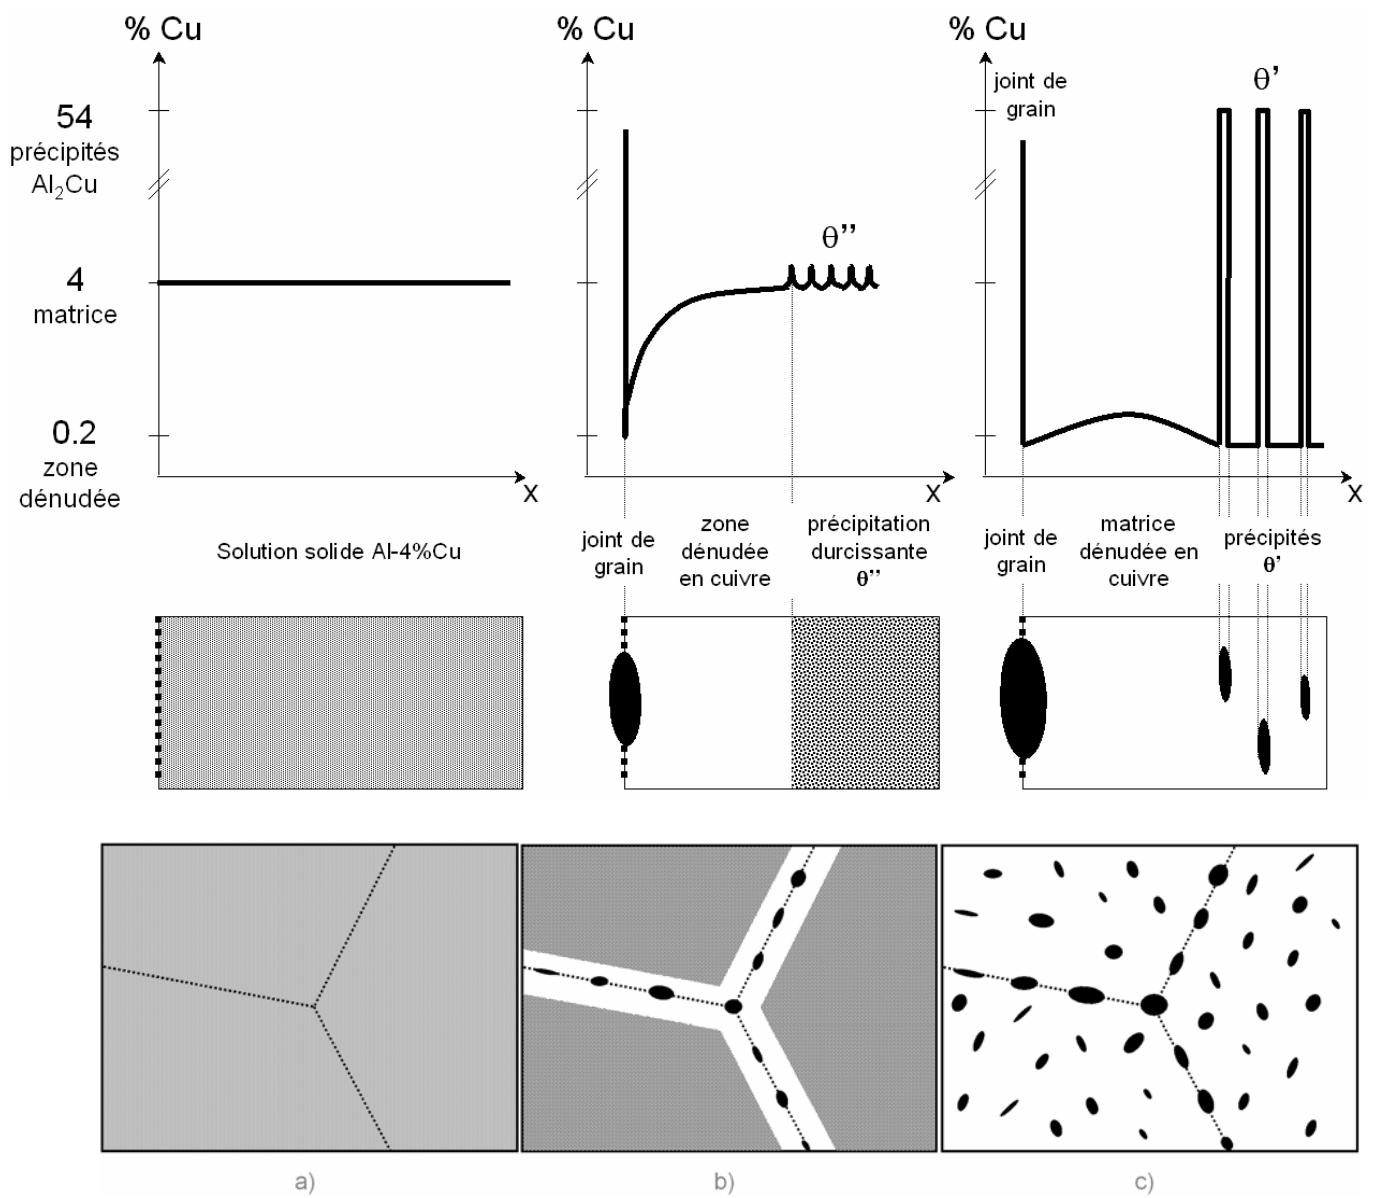 % Cu
54
précipités
Al₂Cu
4
matrice
0.2
zone
dénudée
X
Solution solide Al-4%Cu
% Cu
θ’’
X
joint de
grain
zone
dénudée
en cuivre
précipitation
durcissante
θ’’
% Cu
joint de
grain
θ’
X
joint de
grain
matrice
dénudée en
cuivre
précipités
θ’
a)
b)
c)